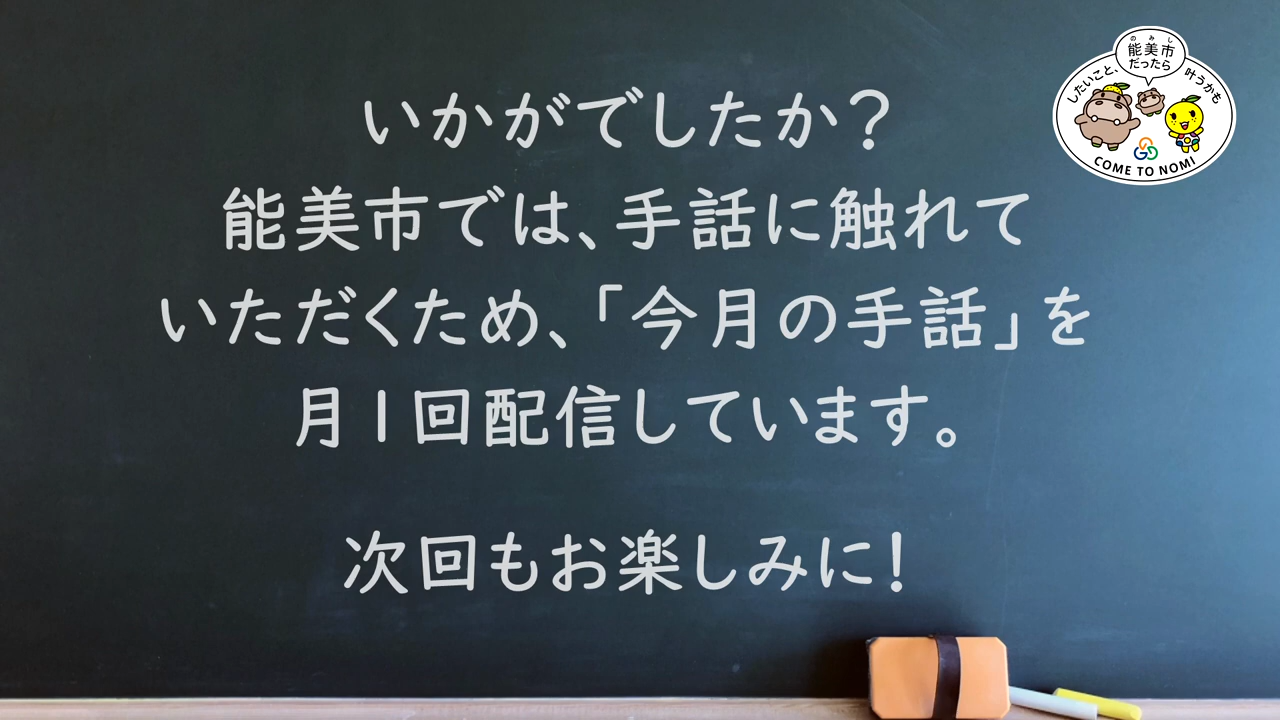 いかがでしたか？
能美市では、手話に触れて
いただくため、「今月の手話」を
月1回配信しています。
次回もお楽しみに！
のみし
能美市
だったら
したいこと、
叶うかも
COME TO NOMI